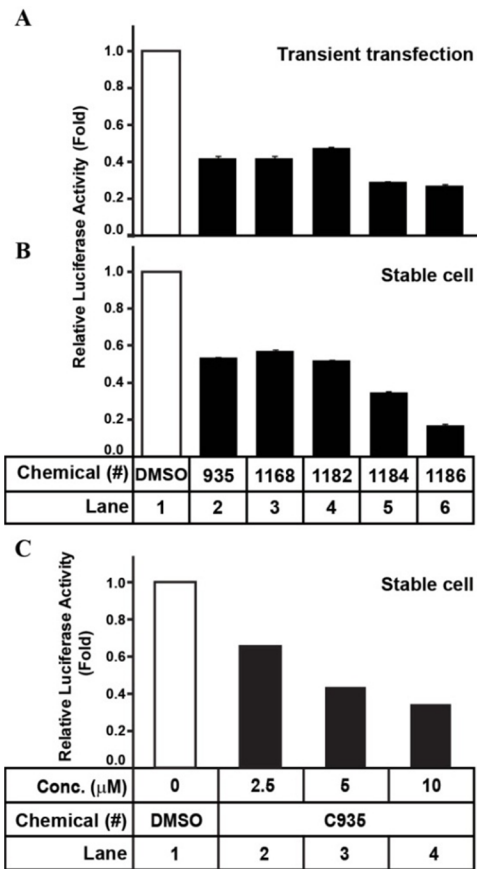 A
Transient transfection
Relative Luciferase Activity (Fold)
1.0
0.8
0.6
0.4
0.2
0.0
B
Stable cell
1.0
0.8
0.6
0.4
0.2
0.0
Chemical (#) DMSO 935 1168 1182 1184 1186
Lane 1 2 3 4 5 6
C
Stable cell
Relative Luciferase Activity
(Fold)
1.0
0.8
0.6
0.4
0.2
0.0
Conc. (μM) 0 2.5 5 10
Chemical (#) DMSO C935
Lane 1 2 3 4